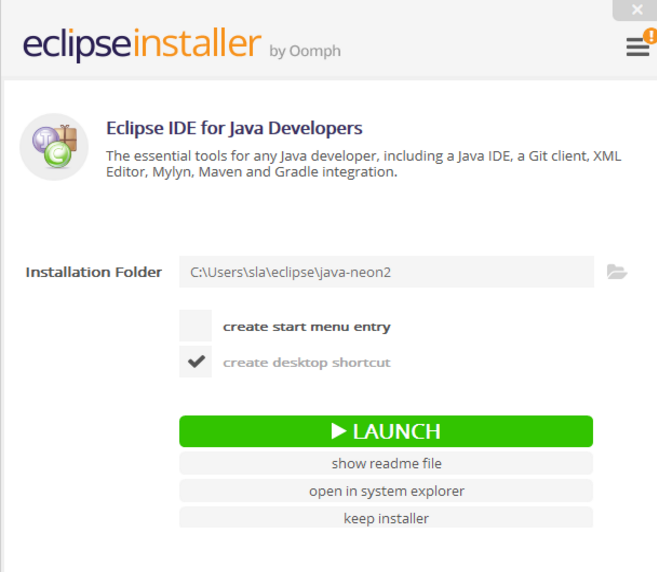 eclipseinstaller by Oomph
Eclipse IDE for Java Developers
The essential tools for any Java developer, including a Java IDE, a Git client, XML
Editor, Mylyn, Maven and Gradle integration.
Installation Folder C:\Users\sla\eclipse\java-neon2
create start menu entry
create desktop shortcut
LAUNCH
show readme file
open in system explorer
keep installer